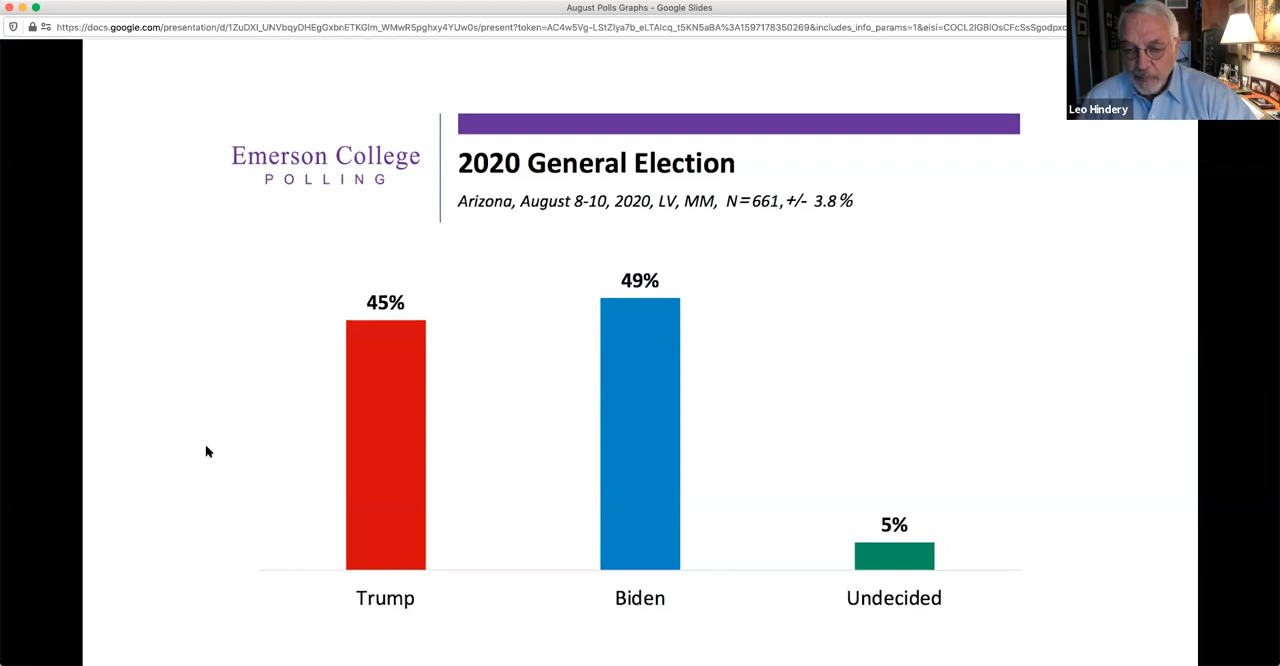 August Polls Graphs - Google Slides
Leo Hindery
Emerson College
POLLING
2020 General Election
Arizona, August 8-10, 2020, LV, MM, N=661, +/- 3.8%
45%
49%
5%
Trump
Biden
Undecided